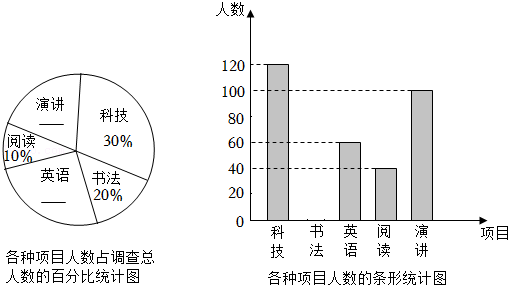 演讲
科技
30%
阅读
10%
英语
书法
20%
各种项目人数占调查总
人数的百分比统计图
人数
120
100
80
60
40
20
0
科技
书法
英语
阅读
演讲
项目
各种项目人数的条形统计图